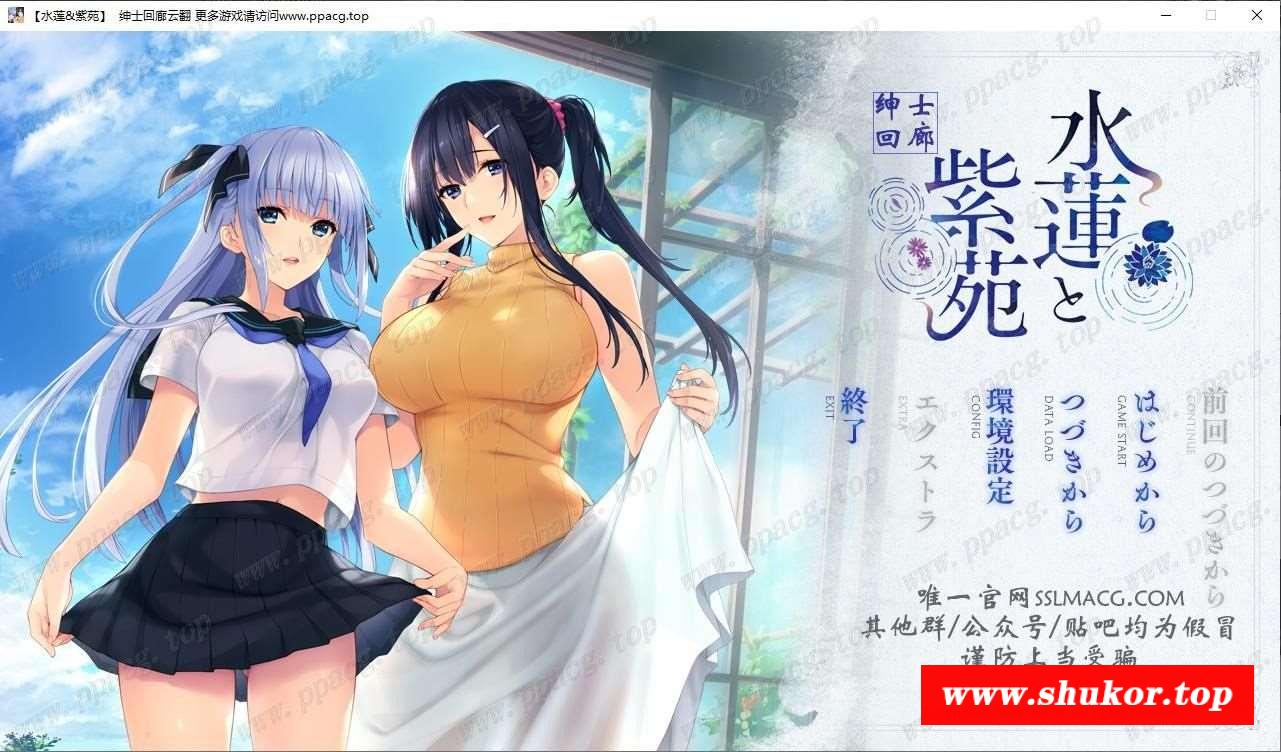 【水莲&紫苑】 绅士回廊云翻 更多游戏请访问www.ppacg.top
绅士
回廊
水蓮と
紫苑
前回のつづきから
CONTINUE
はじめから
GAME START
つづきから
DATA LOAD
環境設定
CONFIG
エクストラ
EXTRA
終了
EXIT
唯一官网SSLMACG.COM
其他群/公众号/贴吧均为假冒
谨防上当受骗
www.shukor.top
www.ppacg.top